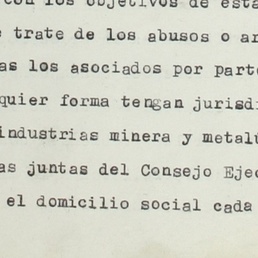 con los objetivos de esta
trate de los abusos o ar
as los asociados por parte
quier forma tengan jurisdi
industrias minera y metalú
as juntas del Consejo Ejec
el domicilio social cada